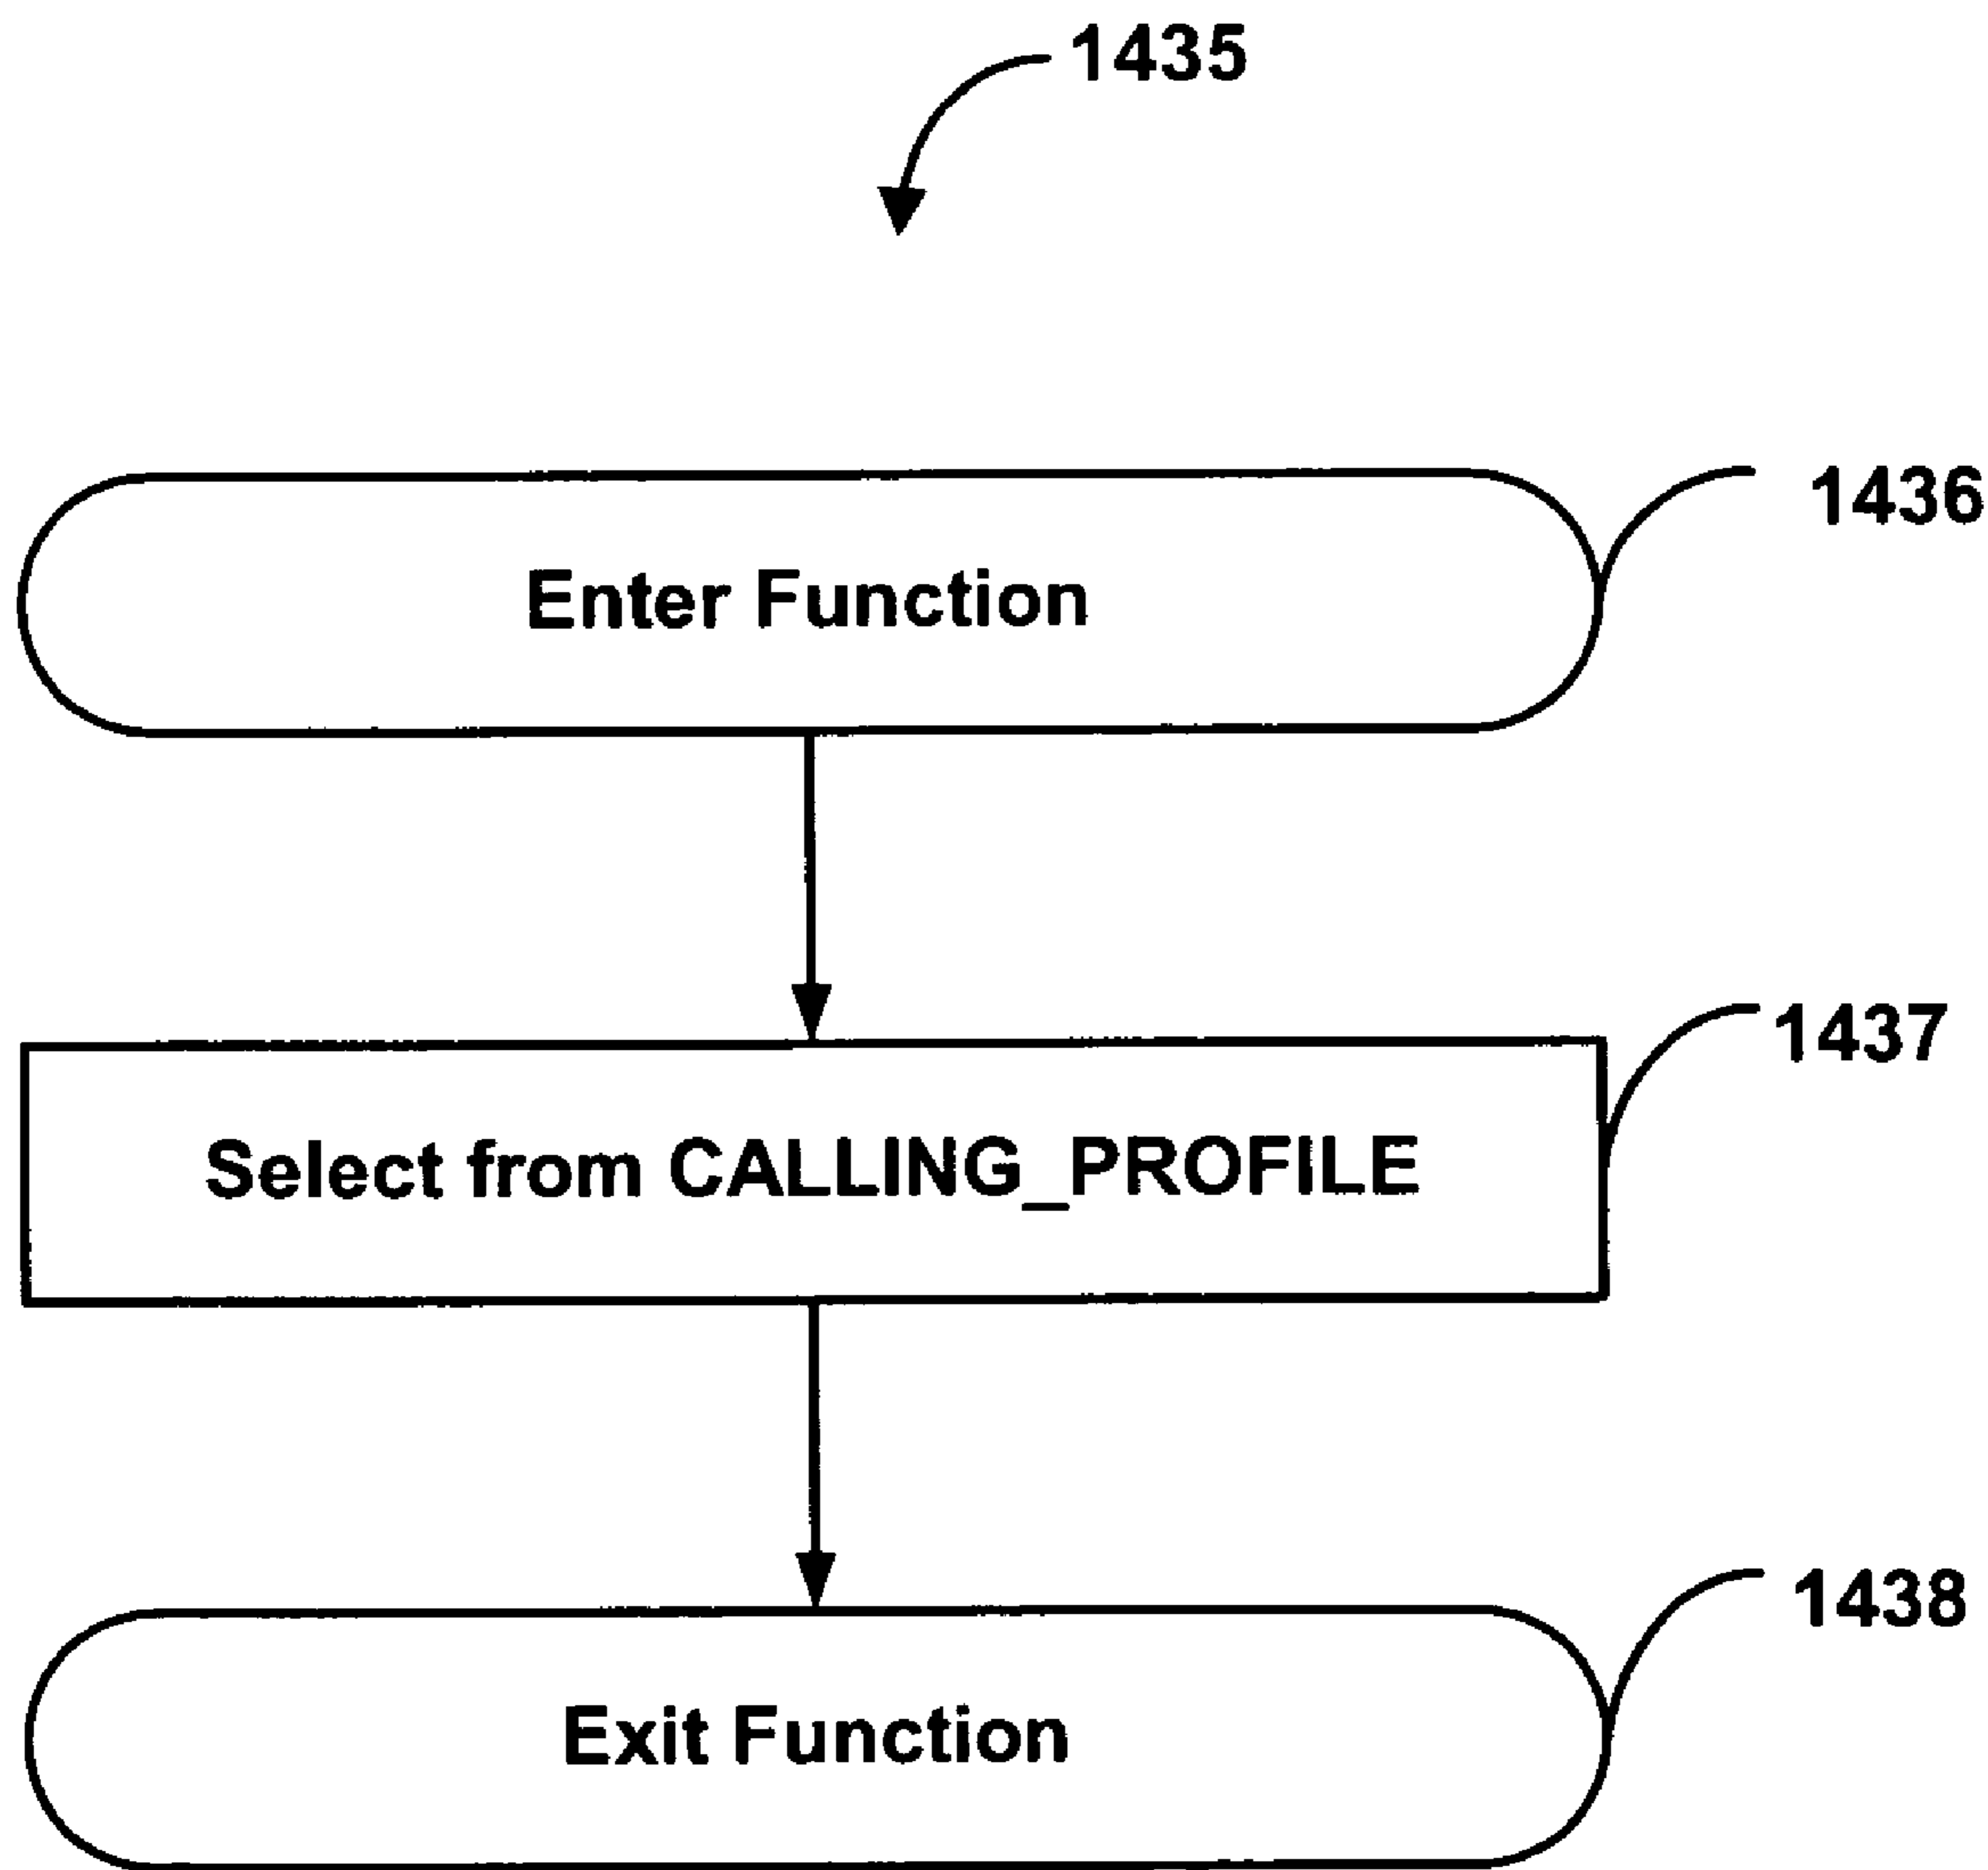 1435
1436
Enter Function
1437
Select from CALLING_PROFILE
1438
Exit Function